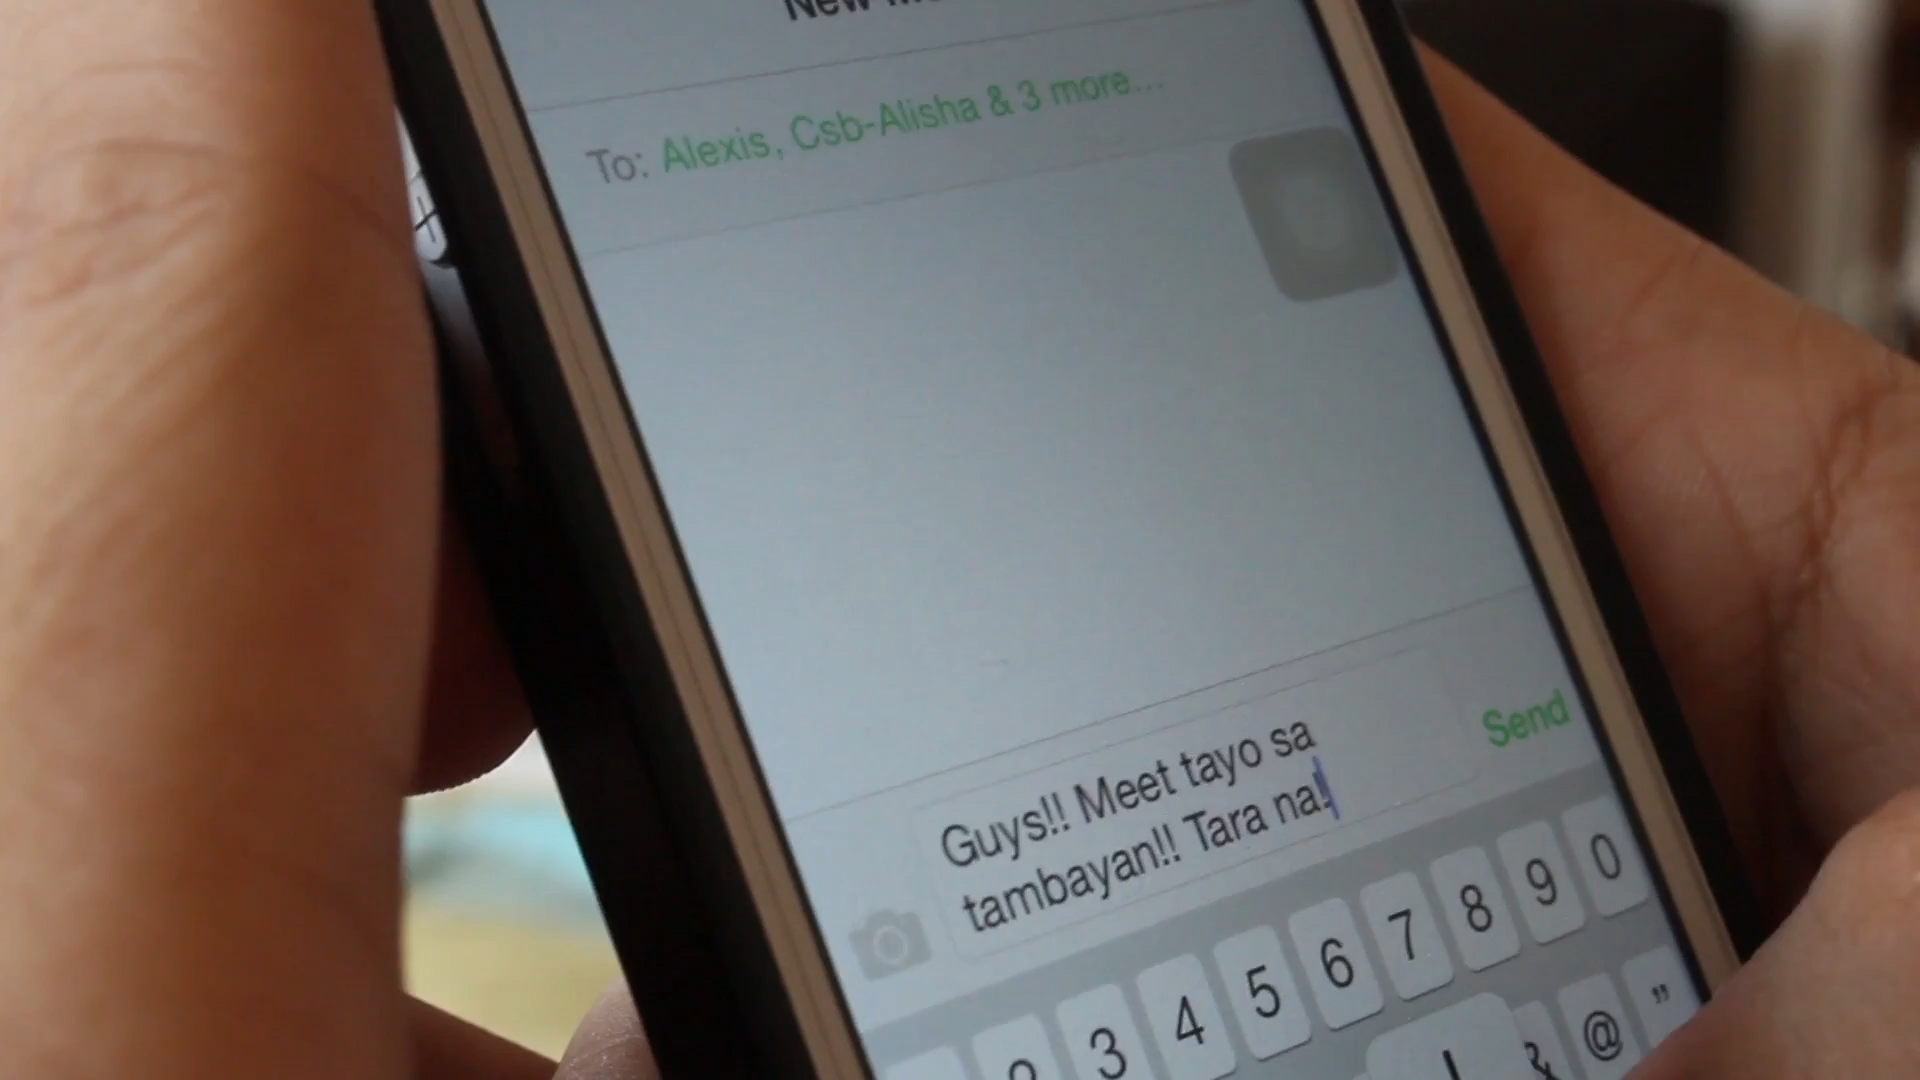 New
To: Alexis, Csb-Alisha & 3 more...
Guys!! Meet tayo sa
tambayan!! Tara na!
Send
3 4 5 6 7 8 9 0
& @ "